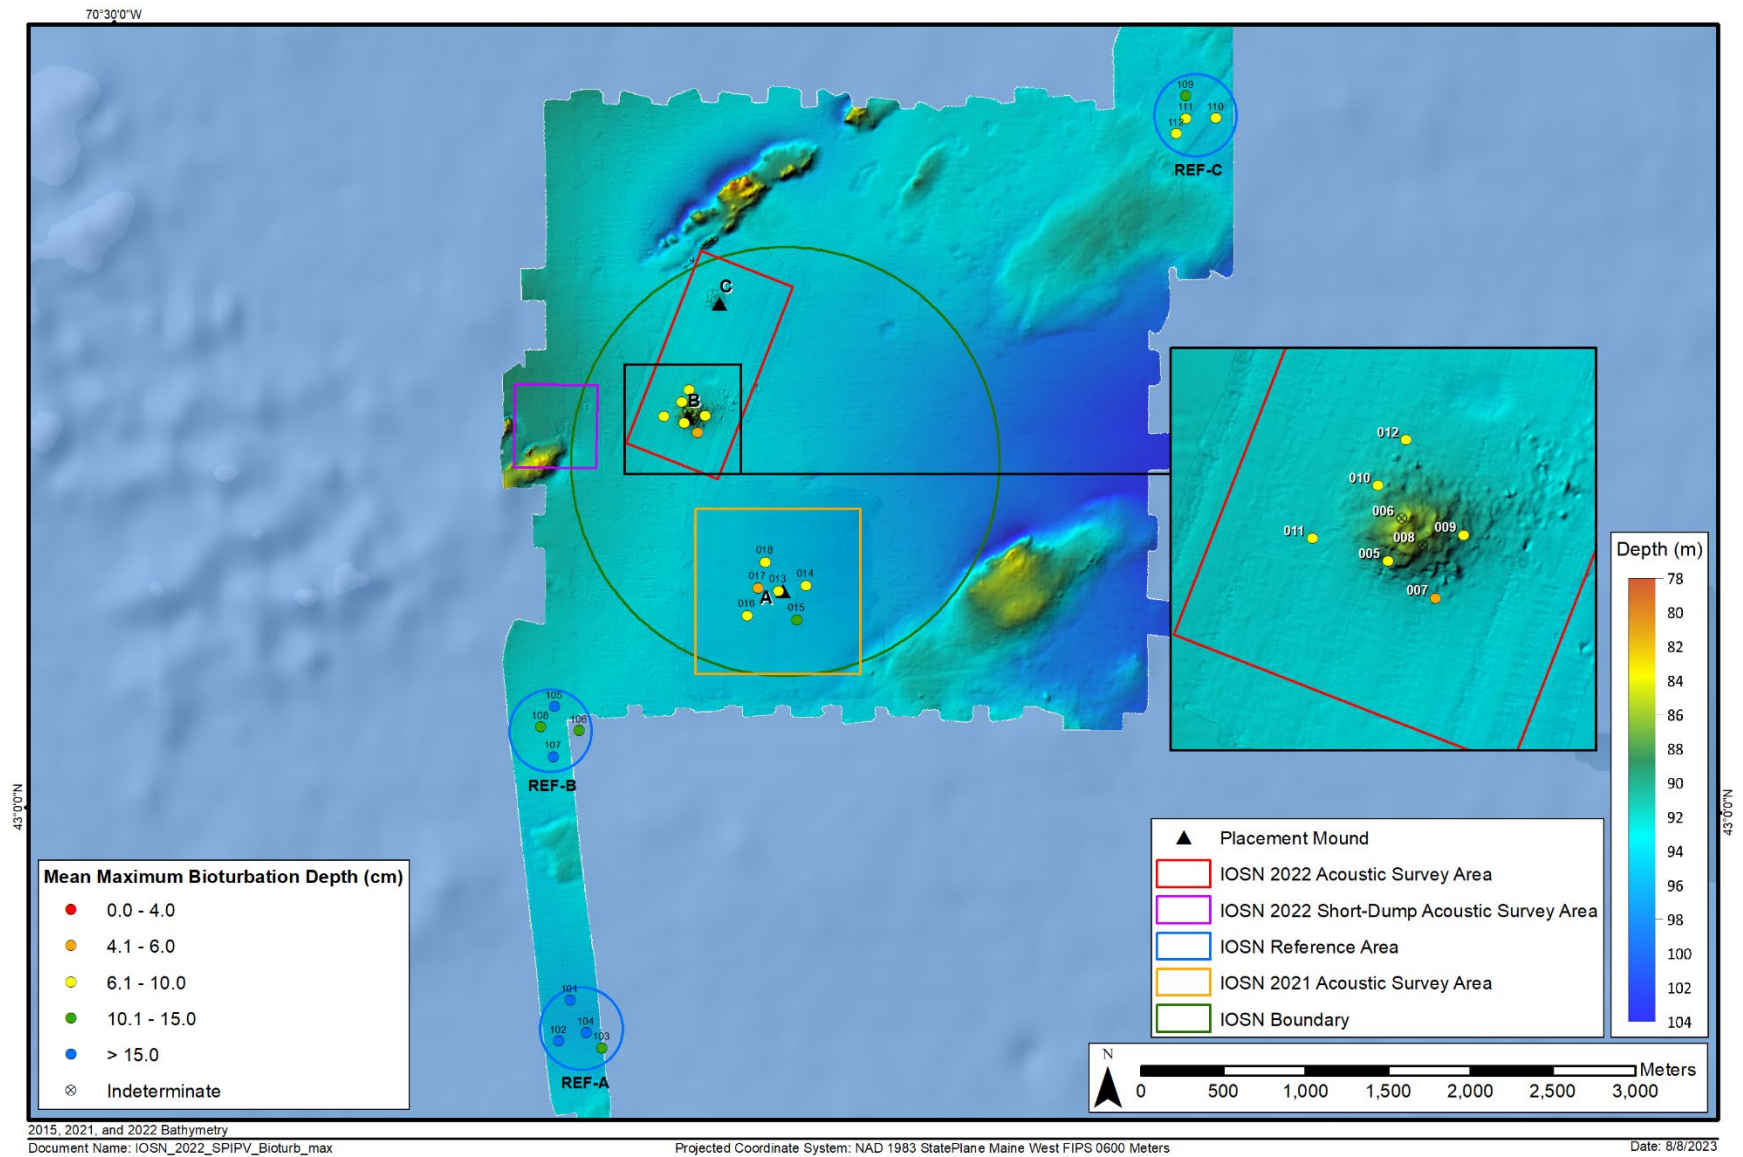 70°30'0"W
109
111
110
112
REF-C
C
B
012
010
006
009
011
008
005
007
018
017
013
014
A
016
015
105
108
106
107
REF-B
43°0'0"N
43°0'0"N
101
104
102
103
REF-A
Depth (m)
78
80
82
84
86
88
90
92
94
96
98
100
102
104
Mean Maximum Bioturbation Depth (cm)
0.0 - 4.0
4.1 - 6.0
6.1 - 10.0
10.1 - 15.0
> 15.0
Indeterminate
Placement Mound
IOSN 2022 Acoustic Survey Area
IOSN 2022 Short-Dump Acoustic Survey Area
IOSN Reference Area
IOSN 2021 Acoustic Survey Area
IOSN Boundary
N
Meters
0 500 1,000 1,500 2,000 2,500 3,000
2015, 2021, and 2022 Bathymetry
Document Name: IOSN_2022_SPIPV_Bioturb_max
Projected Coordinate System: NAD 1983 StatePlane Maine West FIPS 0600 Meters
Date: 8/8/2023